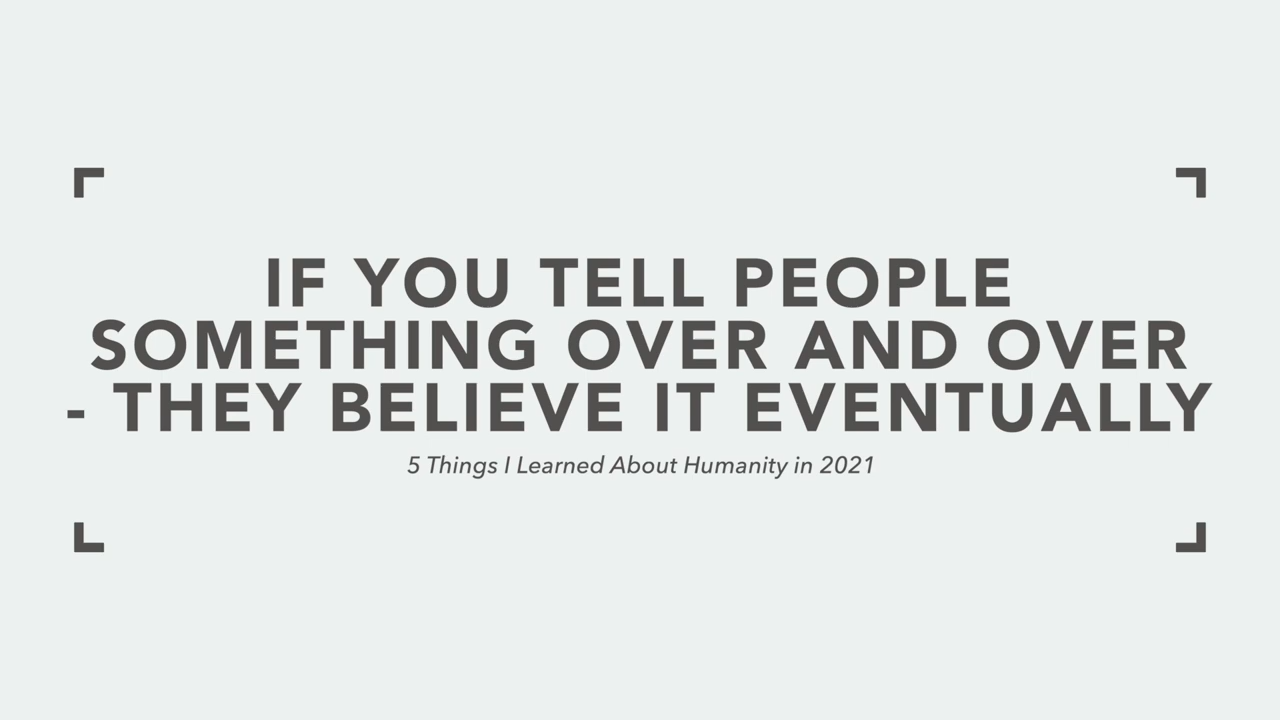 IF YOU TELL PEOPLE
SOMETHING OVER AND OVER
- THEY BELIEVE IT EVENTUALLY
5 Things I Learned About Humanity in 2021